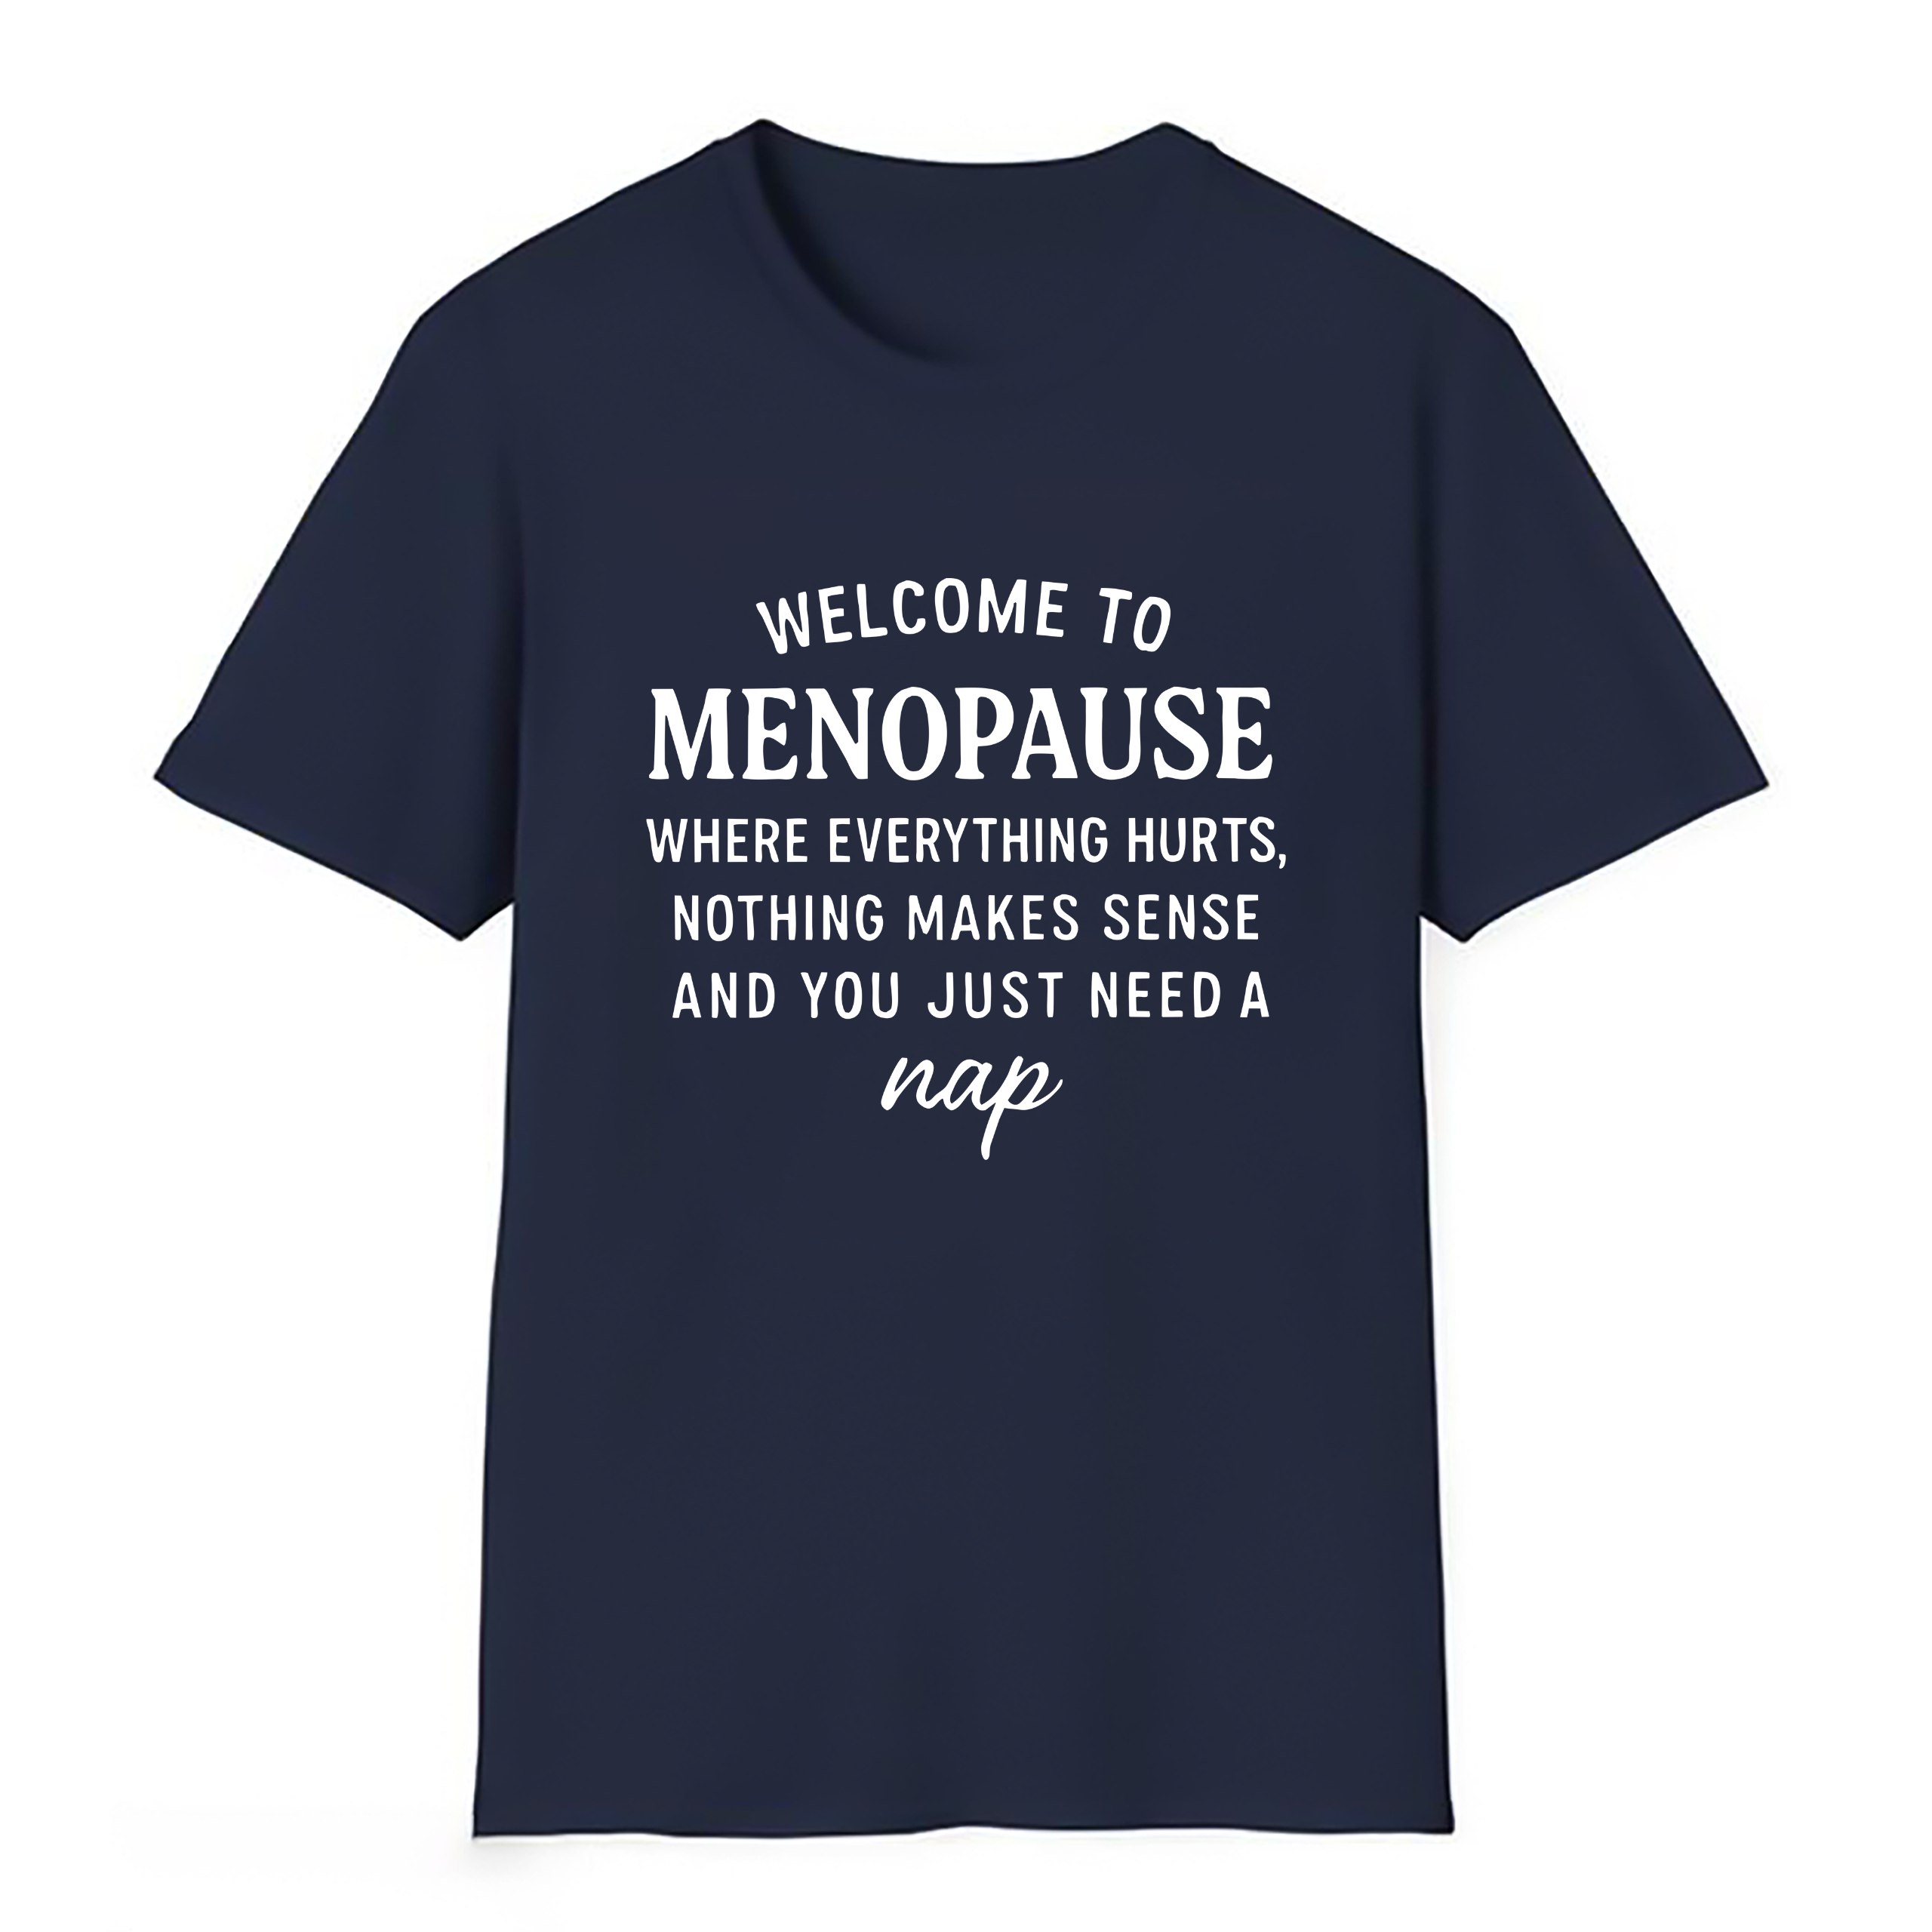 WELCOME TO
MENOPAUSE
WHERE EVERYTHING HURTS,
NOTHING MAKES SENSE
AND YOU JUST NEED A
nap